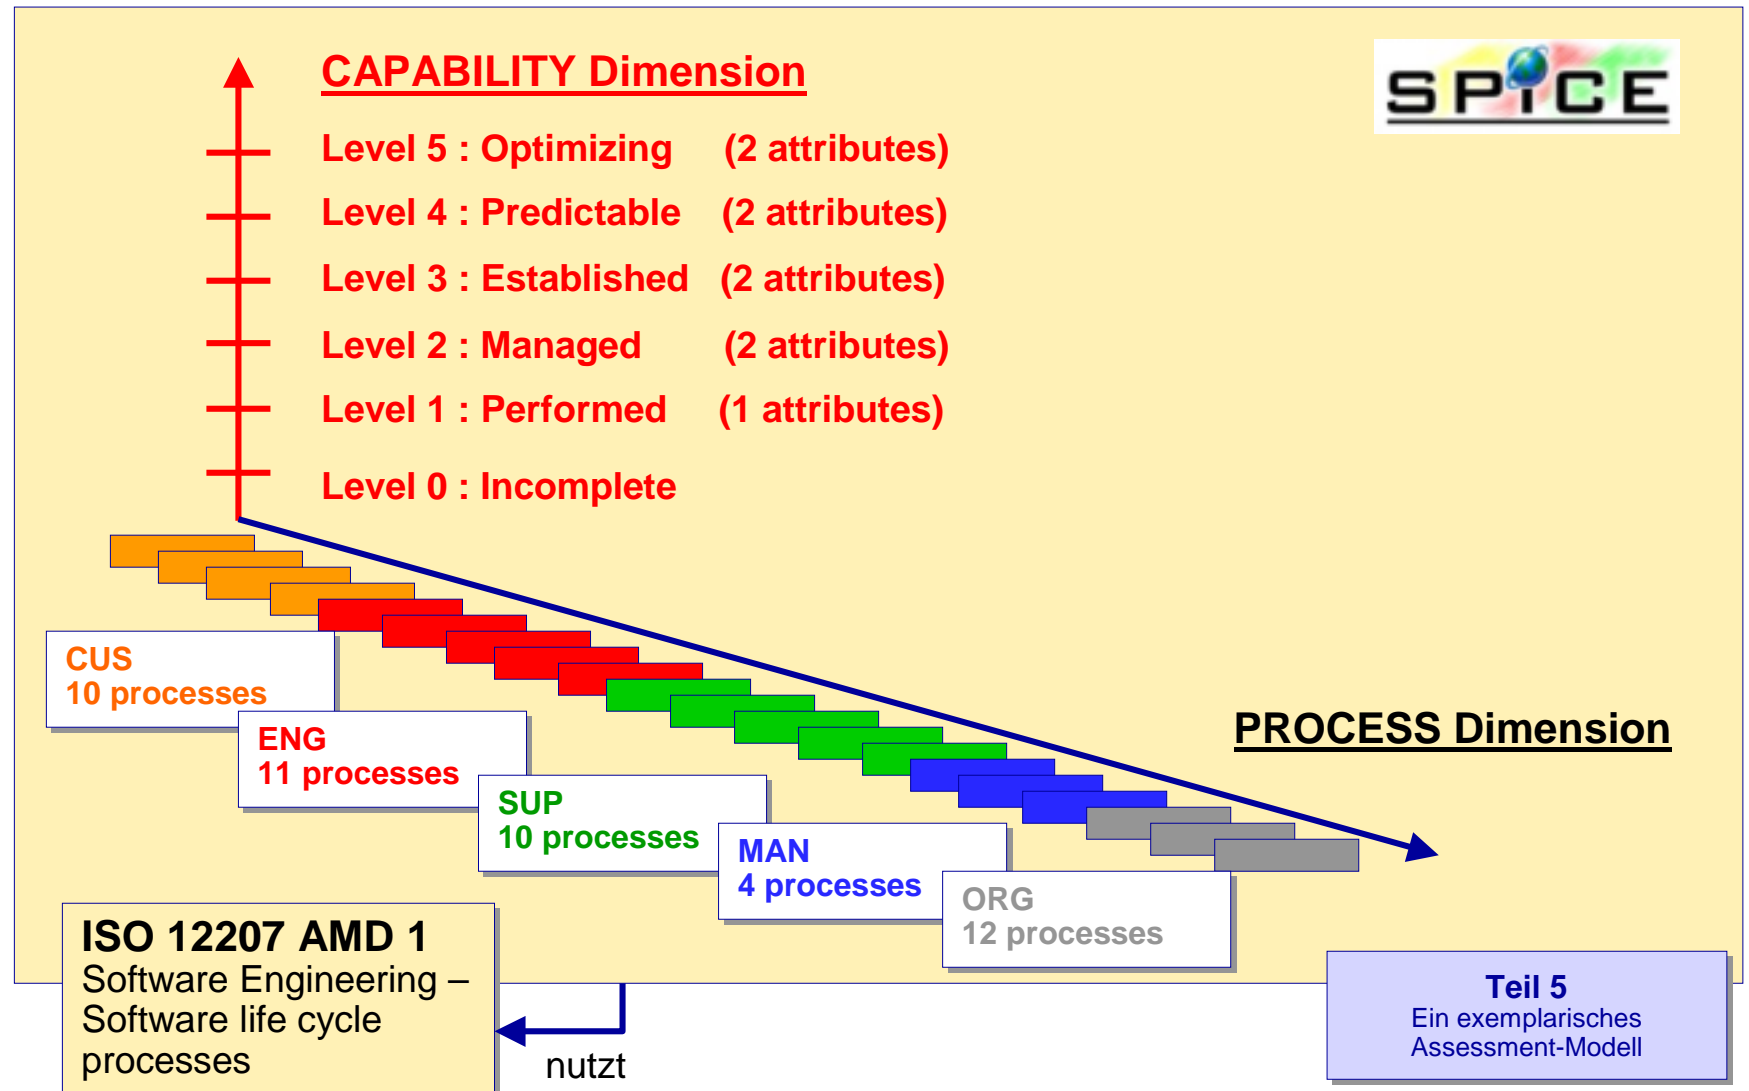 CAPABILITY Dimension
SPiCE
Level 5 : Optimizing (2 attributes)
Level 4 : Predictable (2 attributes)
Level 3 : Established (2 attributes)
Level 2 : Managed (2 attributes)
Level 1 : Performed (1 attributes)
Level 0 : Incomplete
CUS
10 processes
ENG
11 processes
SUP
10 processes
MAN
4 processes
ORG
12 processes
PROCESS Dimension
ISO 12207 AMD 1
Software Engineering –
Software life cycle
processes
nutzt
Teil 5
Ein exemplarisches
Assessment-Modell